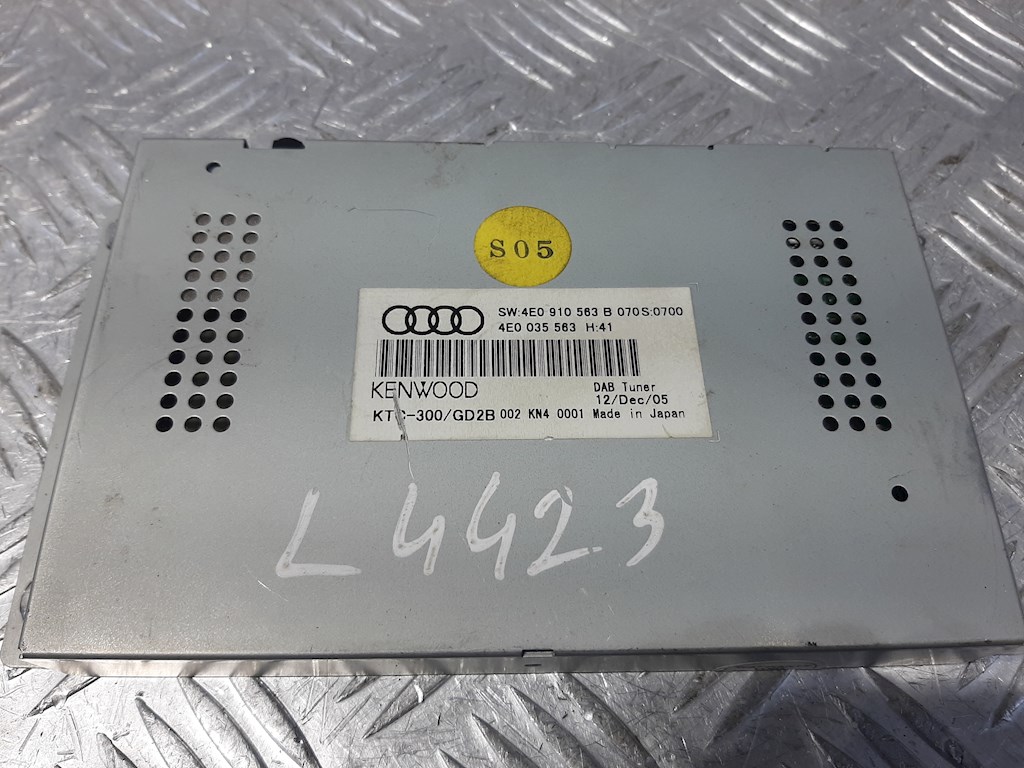 S05
SW:4E0 910 563 B 070S:0700
4E0 035 563 H:41
KENWOOD
DAB Tuner
12/Dec/05
KTC-300/GD2B 002 KN4 0001 Made in Japan
L4423